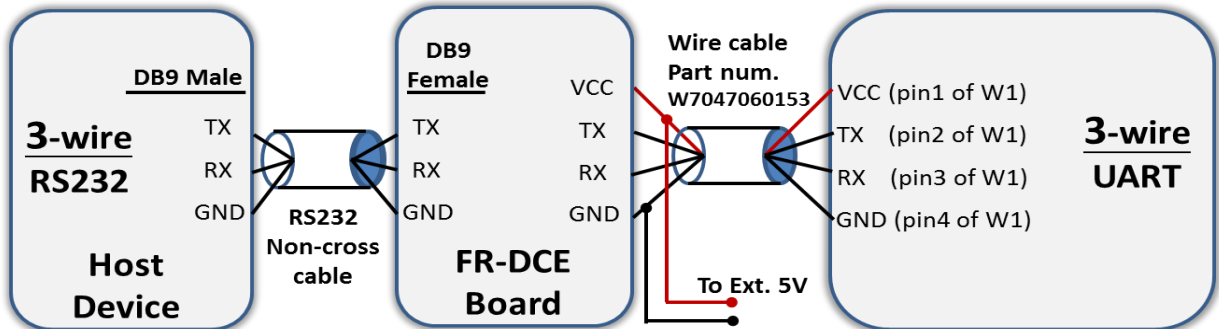 DB9 Male
3-wire
RS232
TX
RX
GND
Host
Device
RS232
Non-cross
cable
DB9
Female
TX
RX
GND
VCC
TX
RX
GND
FR-DCE
Board
Wire cable
Part num.
W7047060153
To Ext. 5V
VCC (pin1 of W1)
TX (pin2 of W1)
RX (pin3 of W1)
GND (pin4 of W1)
3-wire
UART